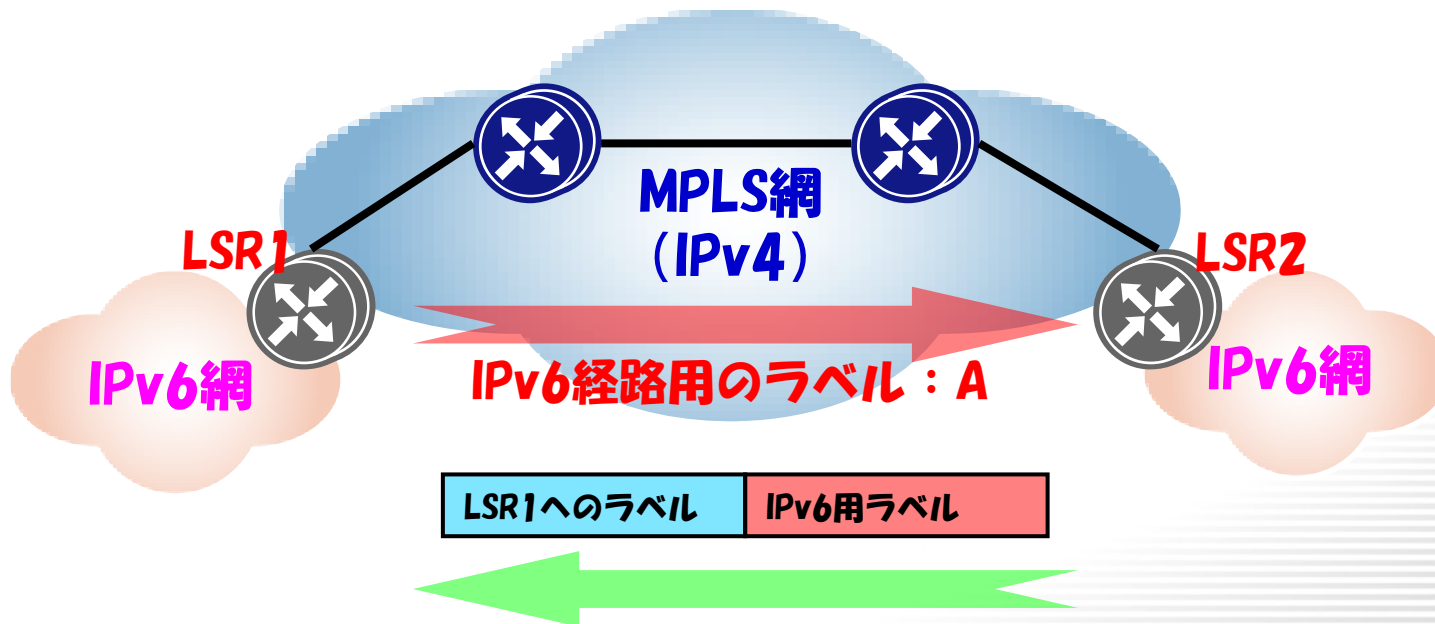 MPLS網
（IPv4）
LSR1
LSR2
IPv6網
IPv6網
IPv6経路用のラベル：A
LSR1へのラベル
IPv6用ラベル